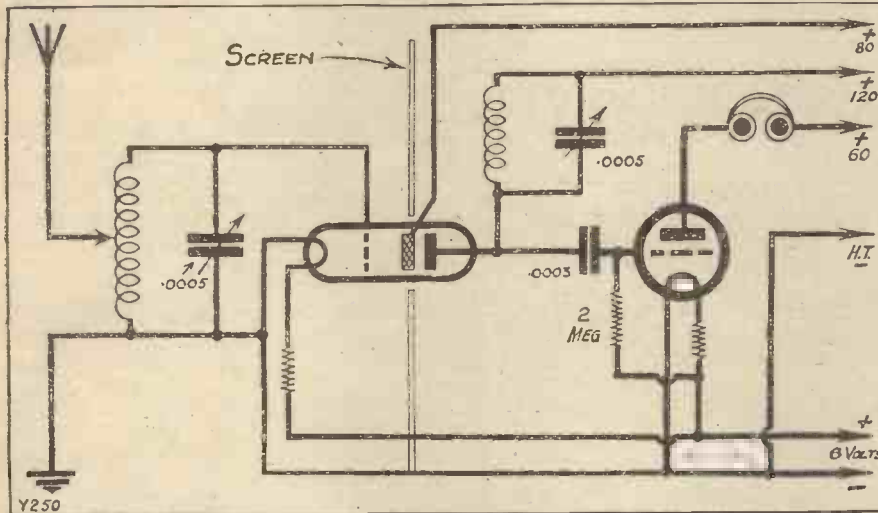 SCREEN
+
80
+
120
+
60
.0005
.0005
.0003
2
MEG
H.T.
−
+
6 VOLTS
−
Y250